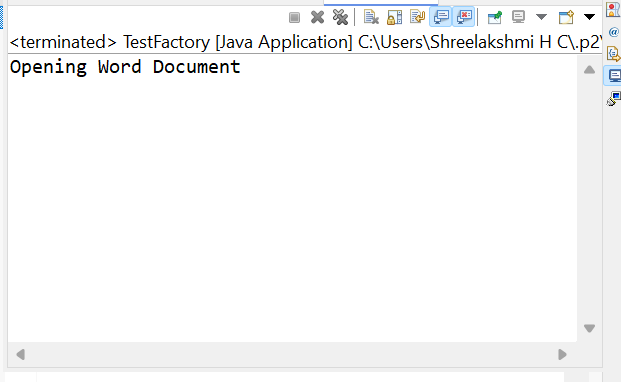 <terminated> TestFactory [Java Application] C:\Users\Shreelakshmi H C\.p2\
Opening Word Document